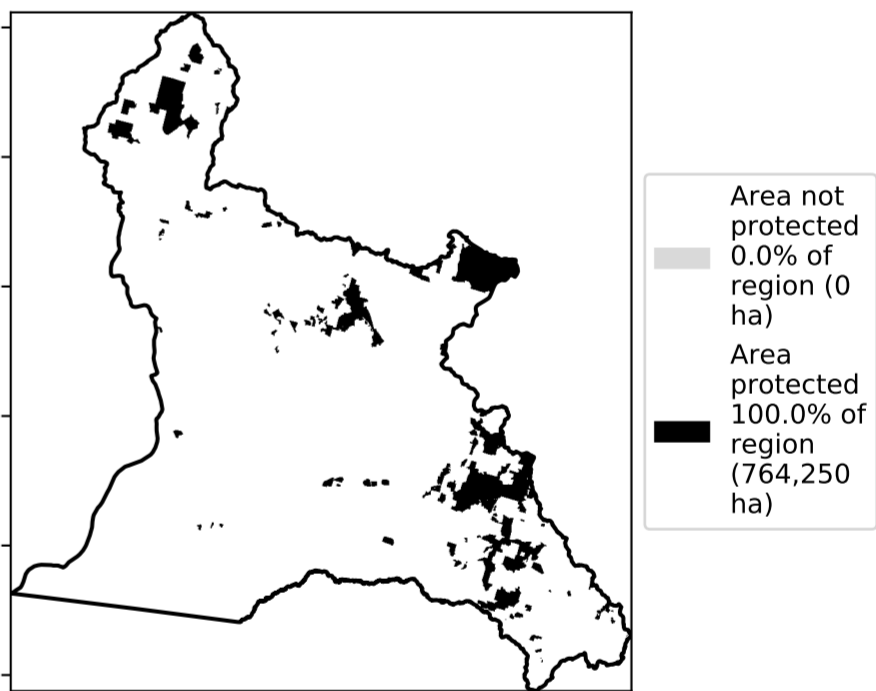 Area not
protected
0.0% of
region (0
ha)
Area
protected
100.0% of
region
(764,250
ha)